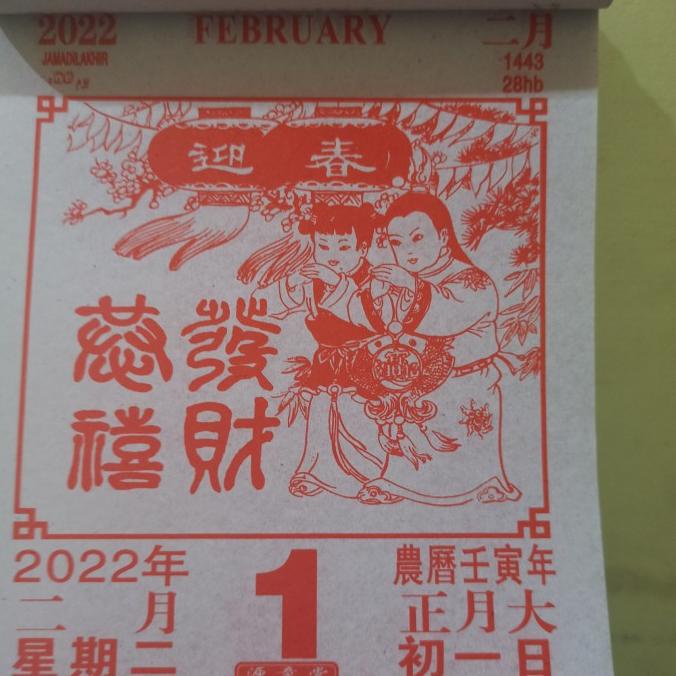 2022 FEBRUARY 二月
JAMADILAKHIR 1443
28hb
迎春
恭禧
發財
2022年 1 農曆壬寅年
二月 正月大
星期二 初一日